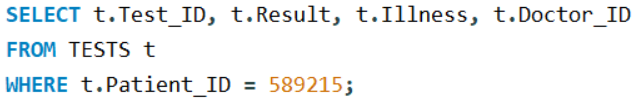 SELECT t.Test_ID, t.Result, t.Illness, t.Doctor_ID
FROM TESTS t
WHERE t.Patient_ID = 589215;